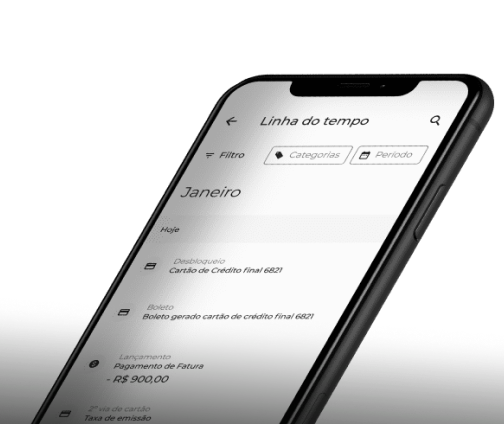 Linha do tempo
Filtro
Categorias
Período
Janeiro
Hoje
Desbloqueio
Cartão de Crédito final 6821
Boleto
Boleto gerado cartão de crédito final 6821
Lançamento
Pagamento de Fatura
- R$ 900,00
2ª via de cartão
Taxa de emissão